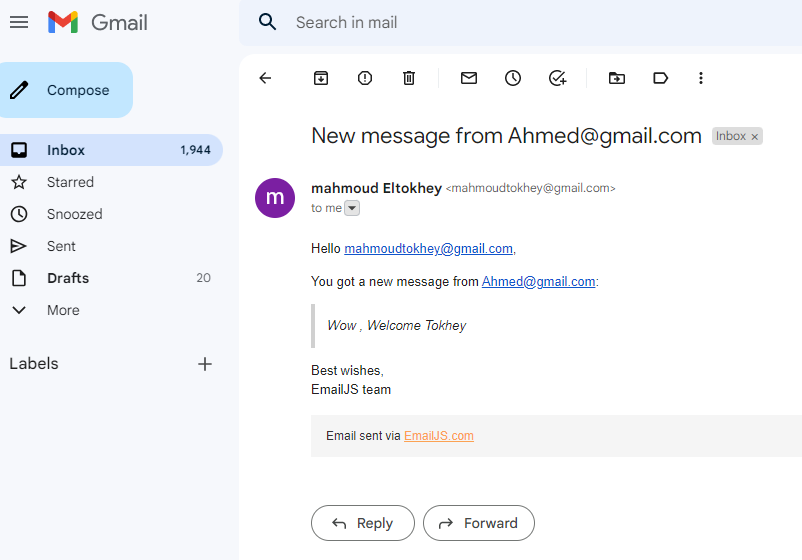 Gmail
Search in mail
Compose
Inbox 1,944
Starred
Snoozed
Sent
Drafts 20
More
Labels
New message from Ahmed@gmail.com Inbox ×
m
mahmoud Eltokhey <mahmoudtokhey@gmail.com>
to me
Hello mahmoudtokhey@gmail.com,
You got a new message from Ahmed@gmail.com:
Wow , Welcome Tokhey
Best wishes,
EmailJS team
Email sent via EmailJS.com
Reply Forward